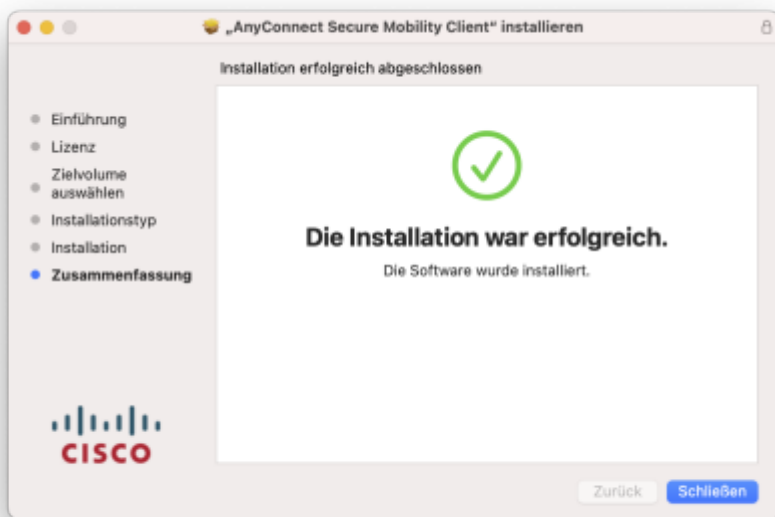 „AnyConnect Secure Mobility Client“ installieren
Installation erfolgreich abgeschlossen
Einführung
Lizenz
Zielvolume
auswählen
Installationstyp
Installation
Zusammenfassung
Die Installation war erfolgreich.
Die Software wurde installiert.
CISCO
Zurück
Schließen